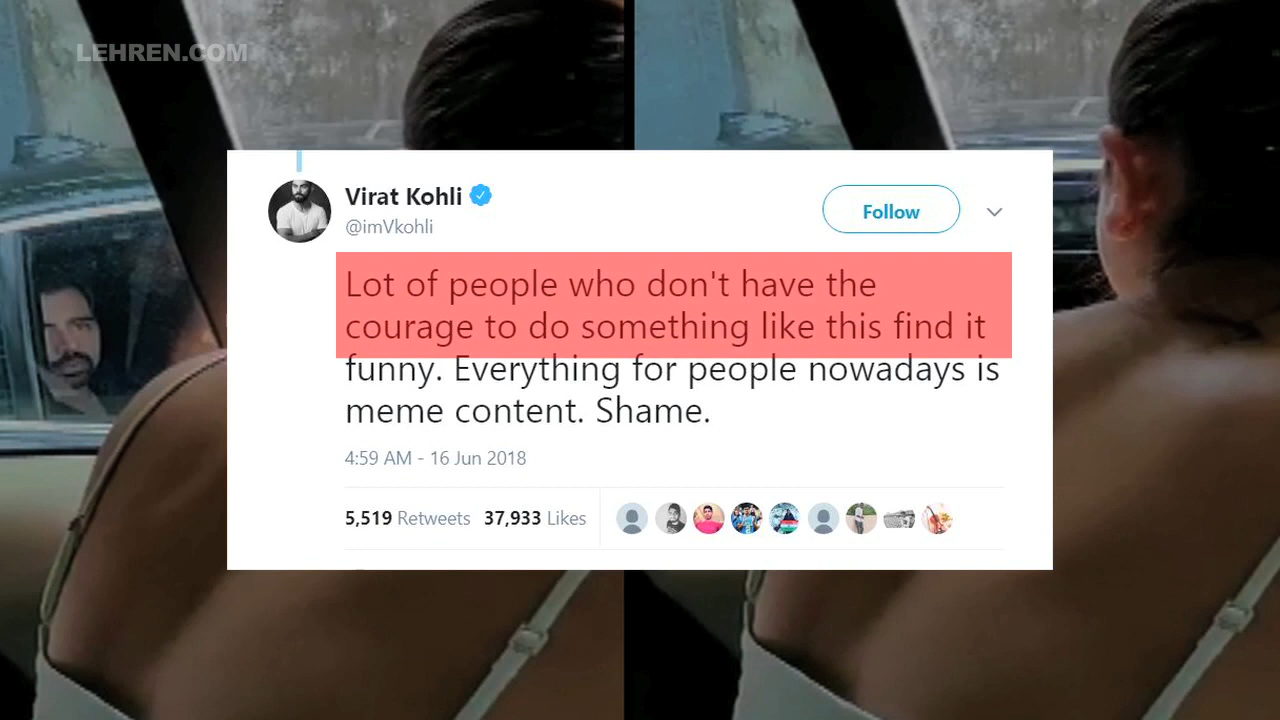 LEHREN.COM
Virat Kohli
@imVkohli
Follow
Lot of people who don't have the
courage to do something like this find it
funny. Everything for people nowadays is
meme content. Shame.
4:59 AM - 16 Jun 2018
5,519 Retweets 37,933 Likes